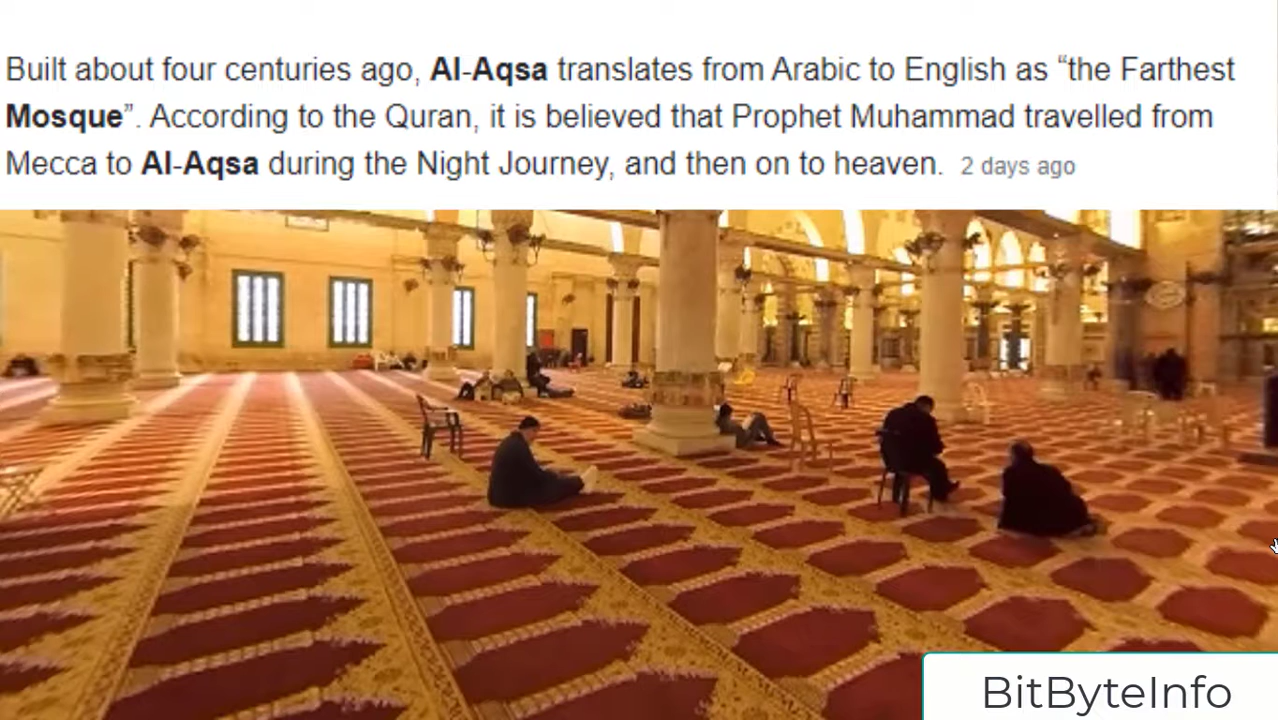 Built about four centuries ago, Al-Aqsa translates from Arabic to English as “the Farthest
Mosque”. According to the Quran, it is believed that Prophet Muhammad travelled from
Mecca to Al-Aqsa during the Night Journey, and then on to heaven. 2 days ago
BitByteInfo